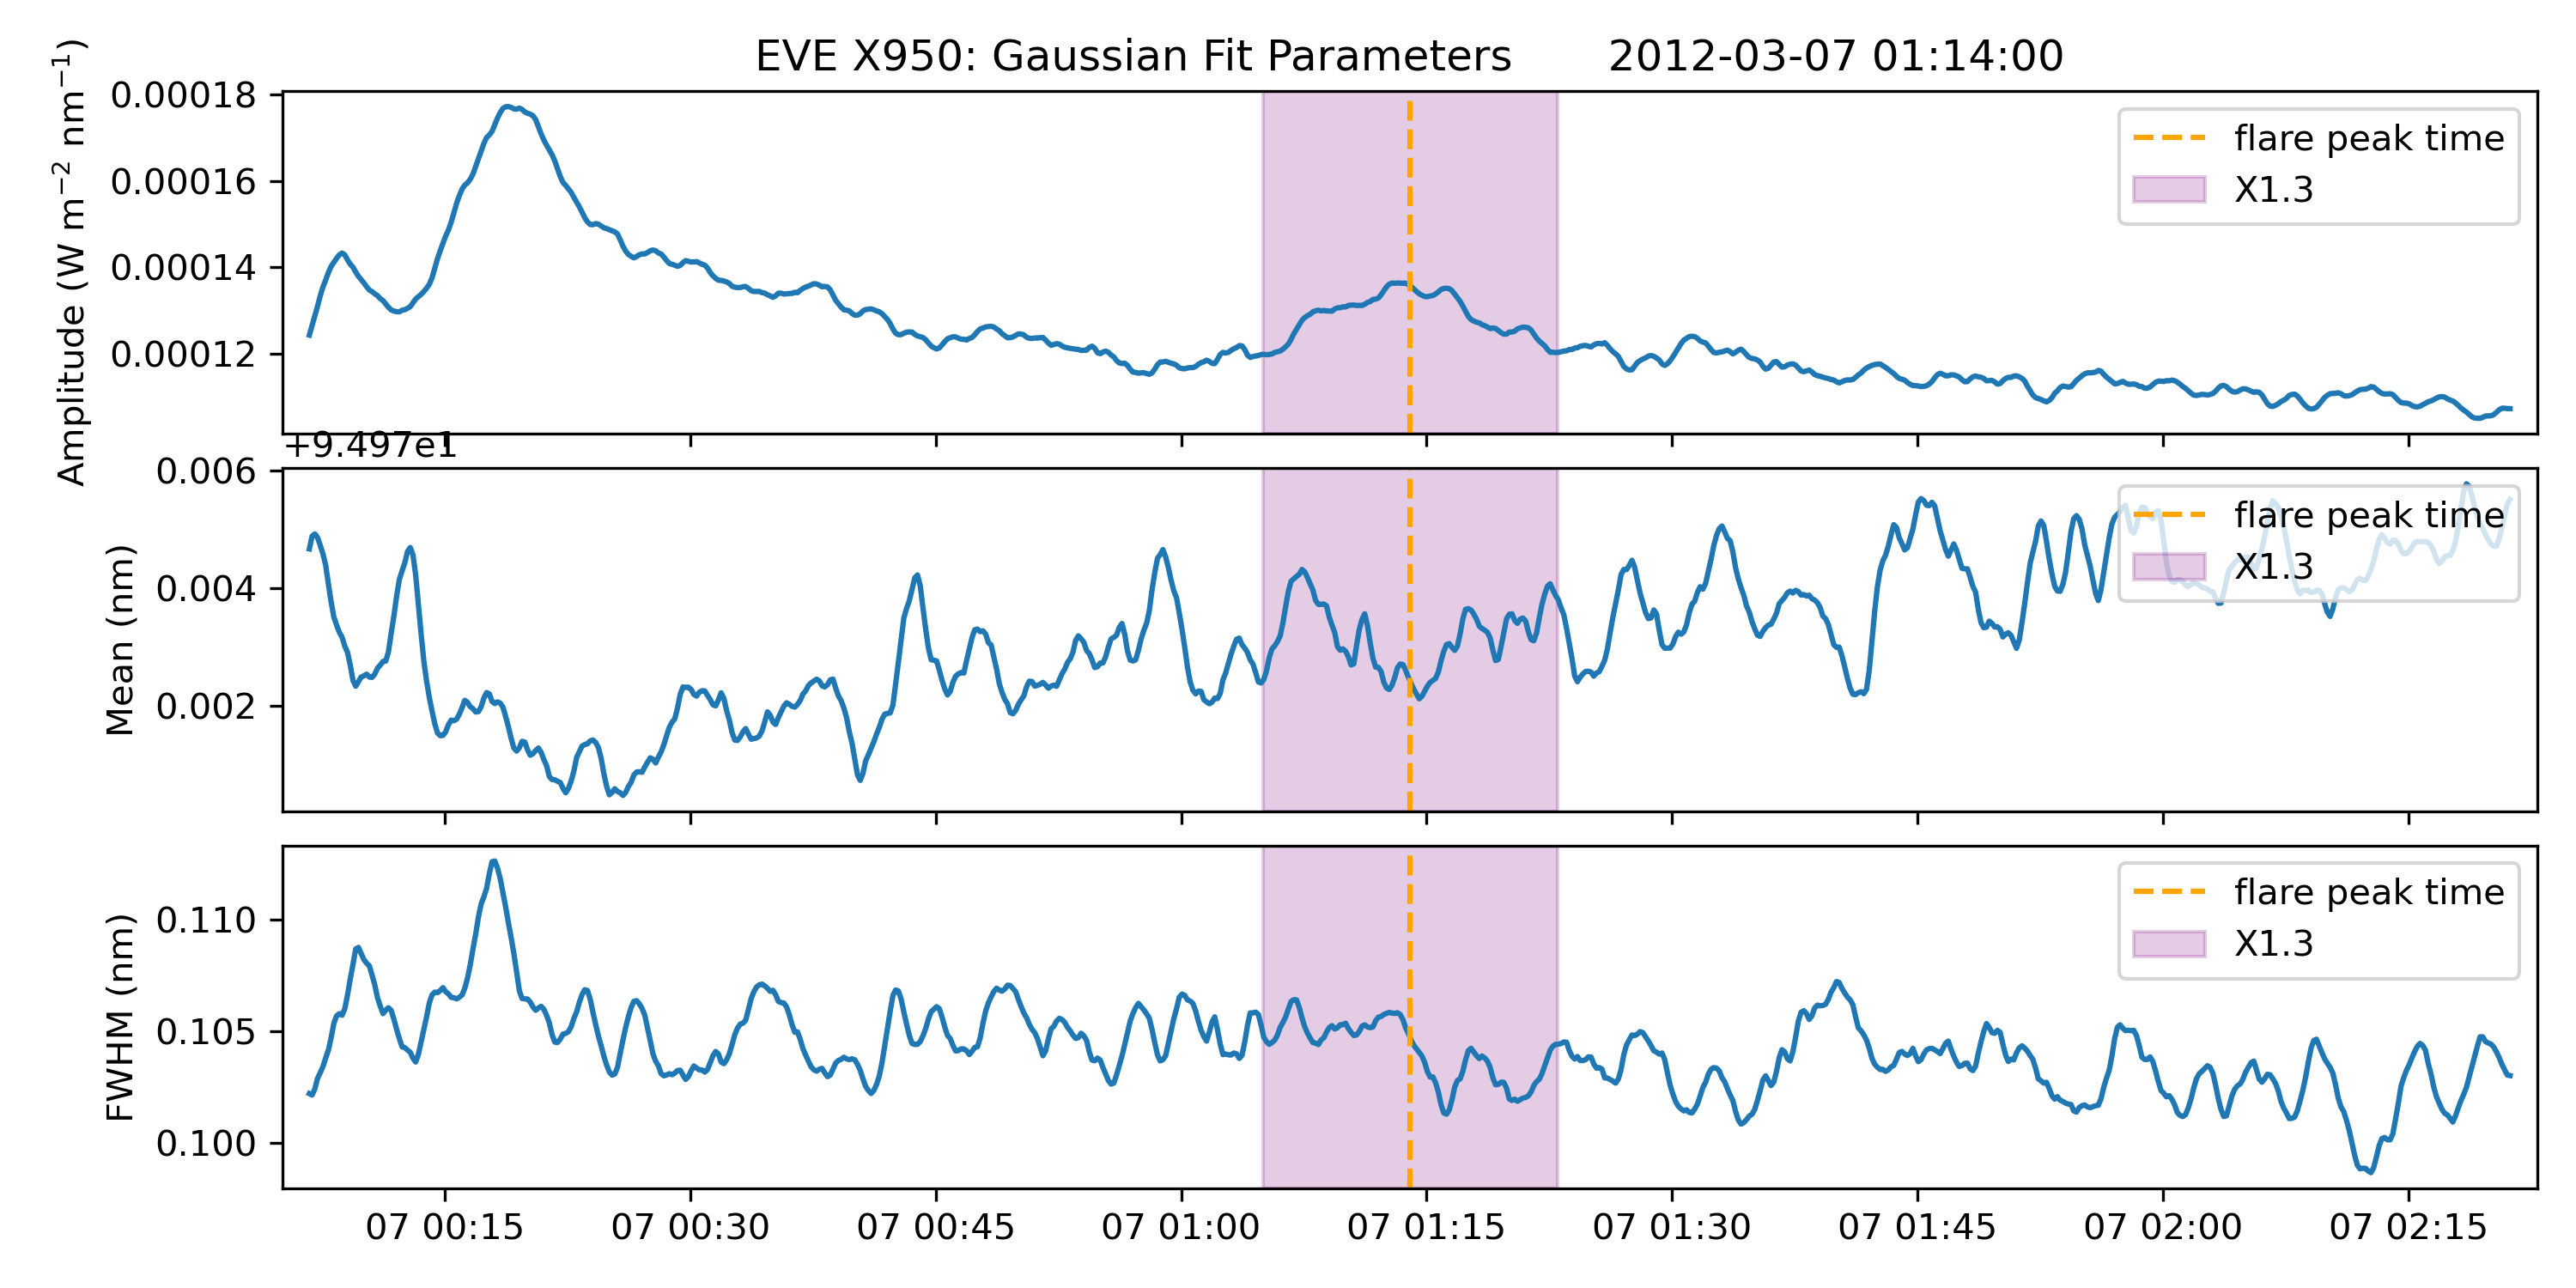 EVE X950: Gaussian Fit Parameters 2012-03-07 01:14:00
Amplitude (W m⁻² nm⁻¹)
0.00018
0.00016
0.00014
0.00012
flare peak time
X1.3
+9.497e1
Mean (nm)
0.006
0.004
0.002
flare peak time
X1.3
FWHM (nm)
0.110
0.105
0.100
flare peak time
X1.3
07 00:15 07 00:30 07 00:45 07 01:00 07 01:15 07 01:30 07 01:45 07 02:00 07 02:15